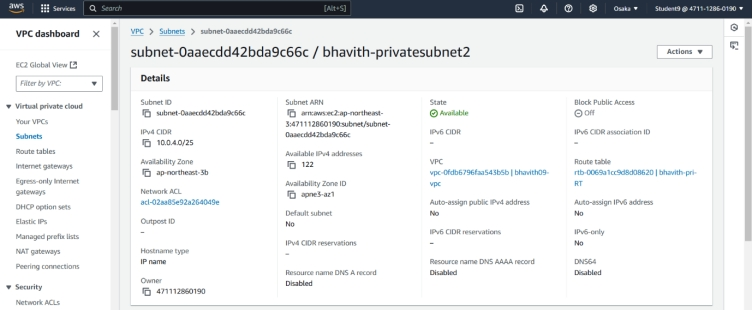 aws
Services
Search
[Alt+S]
Osaka
Student9 @ 4711-1286-0190
VPC dashboard
EC2 Global View
Filter by VPC:
Virtual private cloud
Your VPCs
Subnets
Route tables
Internet gateways
Egress-only Internet
gateways
DHCP option sets
Elastic IPs
Managed prefix lists
NAT gateways
Peering connections
Security
Network ACLs
VPC
Subnets
subnet-0aaecdd42bda9c66c
subnet-0aaecdd42bda9c66c / bhavith-privatesubnet2
Actions
Details
Subnet ID
subnet-0aaecdd42bda9c66c
IPv4 CIDR
10.0.4.0/25
Availability Zone
ap-northeast-3b
Network ACL
acl-02aa85e92a264049e
Outpost ID
–
Hostname type
IP name
Owner
471112860190
Subnet ARN
arn:aws:ec2:ap-northeast-
3:471112860190:subnet/subnet-
0aaecdd42bda9c66c
Available IPv4 addresses
122
Availability Zone ID
apne3-az1
Default subnet
No
IPv4 CIDR reservations
–
Resource name DNS A record
Disabled
State
Available
IPv6 CIDR
–
VPC
vpc-0fdb6796faa543b5b | bhavith09-
vpc
Auto-assign public IPv4 address
No
IPv6 CIDR reservations
–
Resource name DNS AAAA record
Disabled
Block Public Access
Off
IPv6 CIDR association ID
–
Route table
rtb-0069a1cc9d8d08620 | bhavith-pri-
RT
Auto-assign IPv6 address
No
IPv6-only
No
DNS64
Disabled